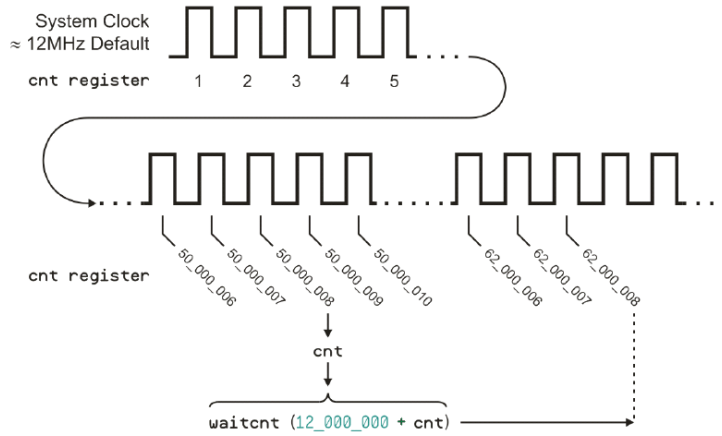 System Clock
≈ 12MHz Default
cnt register 1 2 3 4 5
cnt register 50_000_006 50_000_007 50_000_008 50_000_009 50_000_010 62_000_006 62_000_007 62_000_008
cnt
waitcnt (12_000_000 + cnt)